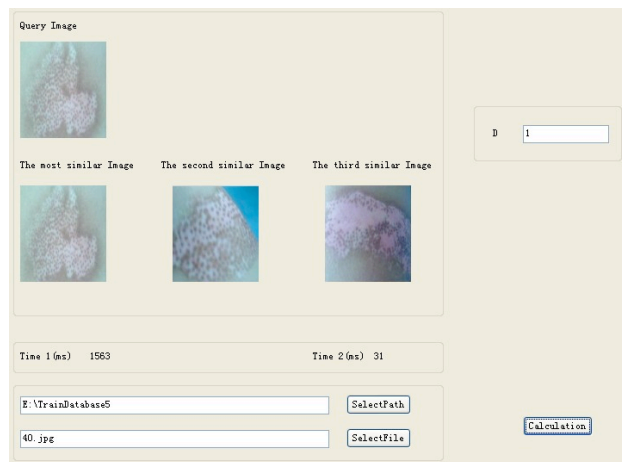 Query Image
D 1
The most similar Image The second similar Image The third similar Image
Time 1(ms) 1563 Time 2(ms) 31
E:\TrainDatabase5 SelectPath
40.jpg SelectFile
Calculation